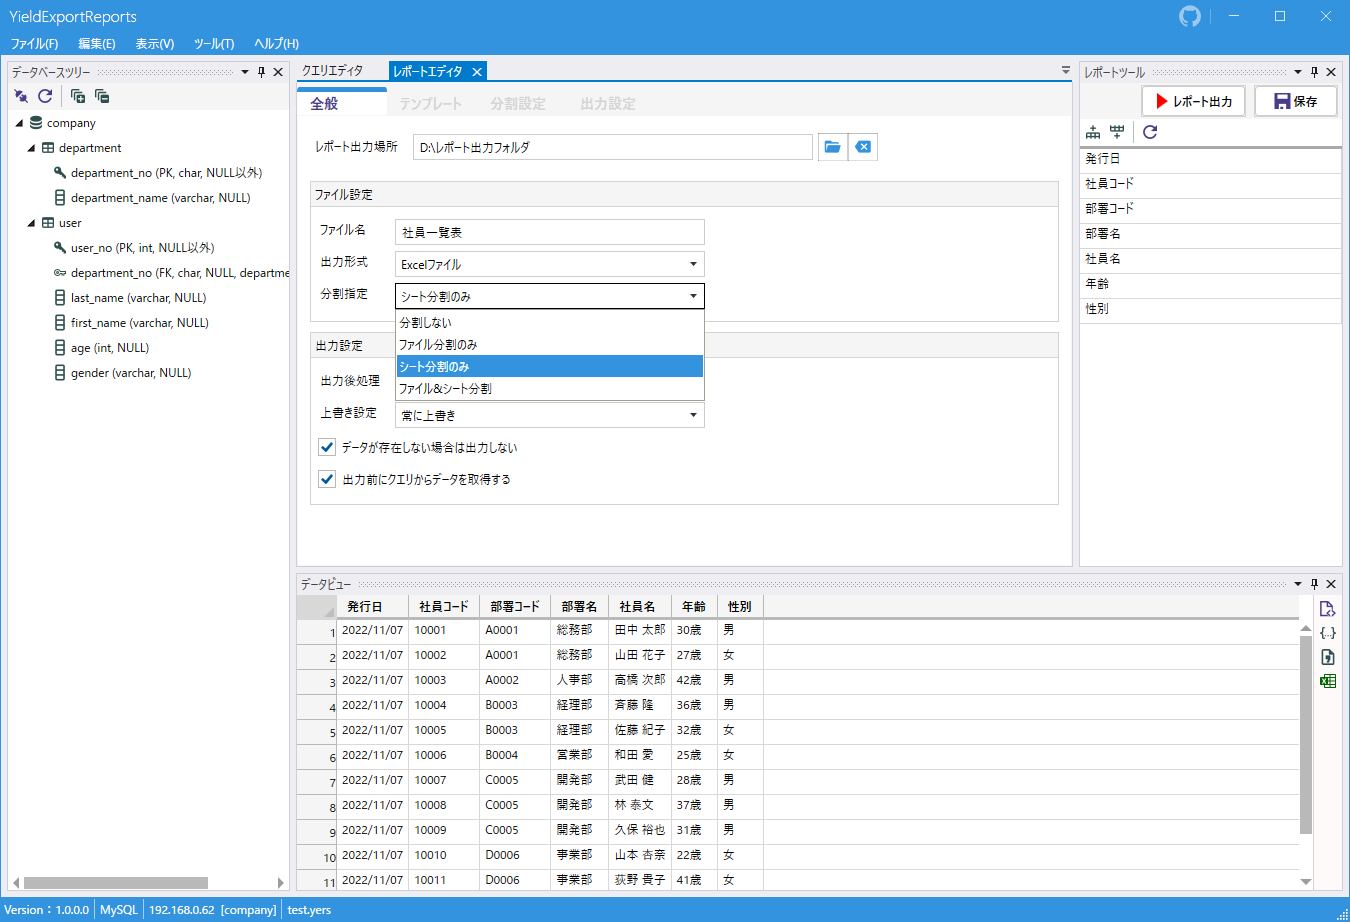 YieldExportReports
ファイル(F) 編集(E) 表示(V) ツール(T) ヘルプ(H)
データベースツリー
company
department
department_no (PK, char, NULL以外)
department_name (varchar, NULL)
user
user_no (PK, int, NULL以外)
department_no (FK, char, NULL, departme
last_name (varchar, NULL)
first_name (varchar, NULL)
age (int, NULL)
gender (varchar, NULL)
クエリエディタ レポートエディタ
全般 テンプレート 分割設定 出力設定
レポート出力場所 D:\レポート出力フォルダ
ファイル設定
ファイル名 社員一覧表
出力形式 Excelファイル
分割指定 シート分割のみ
分割しない
ファイル分割のみ
シート分割のみ
ファイル&シート分割
出力設定
出力後処理
上書き設定 常に上書き
データが存在しない場合は出力しない
出力前にクエリからデータを取得する
レポートツール
レポート出力 保存
発行日
社員コード
部署コード
部署名
社員名
年齢
性別
データビュー
発行日 社員コード 部署コード 部署名 社員名 年齢 性別
1 2022/11/07 10001 A0001 総務部 田中 太郎 30歳 男
2 2022/11/07 10002 A0001 総務部 山田 花子 27歳 女
3 2022/11/07 10003 A0002 人事部 高橋 次郎 42歳 男
4 2022/11/07 10004 B0003 経理部 斉藤 隆 36歳 男
5 2022/11/07 10005 B0003 経理部 佐藤 紀子 32歳 女
6 2022/11/07 10006 B0004 営業部 和田 愛 25歳 女
7 2022/11/07 10007 C0005 開発部 武田 健 28歳 男
8 2022/11/07 10008 C0005 開発部 林 泰文 37歳 男
9 2022/11/07 10009 C0005 開発部 久保 裕也 31歳 男
10 2022/11/07 10010 D0006 事業部 山本 杏奈 22歳 女
11 2022/11/07 10011 D0006 事業部 荻野 貴子 41歳 女
Version：1.0.0.0 MySQL 192.168.0.62 [company] test.yers